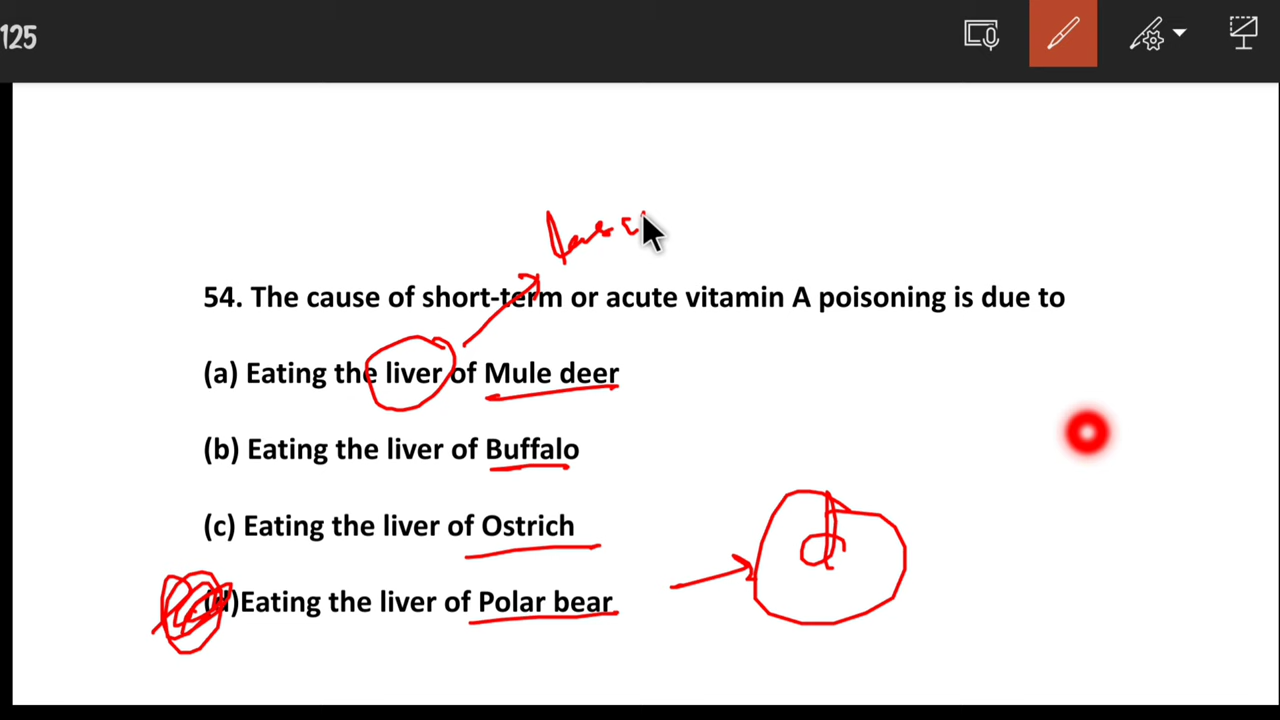 125
54. The cause of short-term or acute vitamin A poisoning is due to
(a) Eating the liver of Mule deer
(b) Eating the liver of Buffalo
(c) Eating the liver of Ostrich
(d)Eating the liver of Polar bear
d